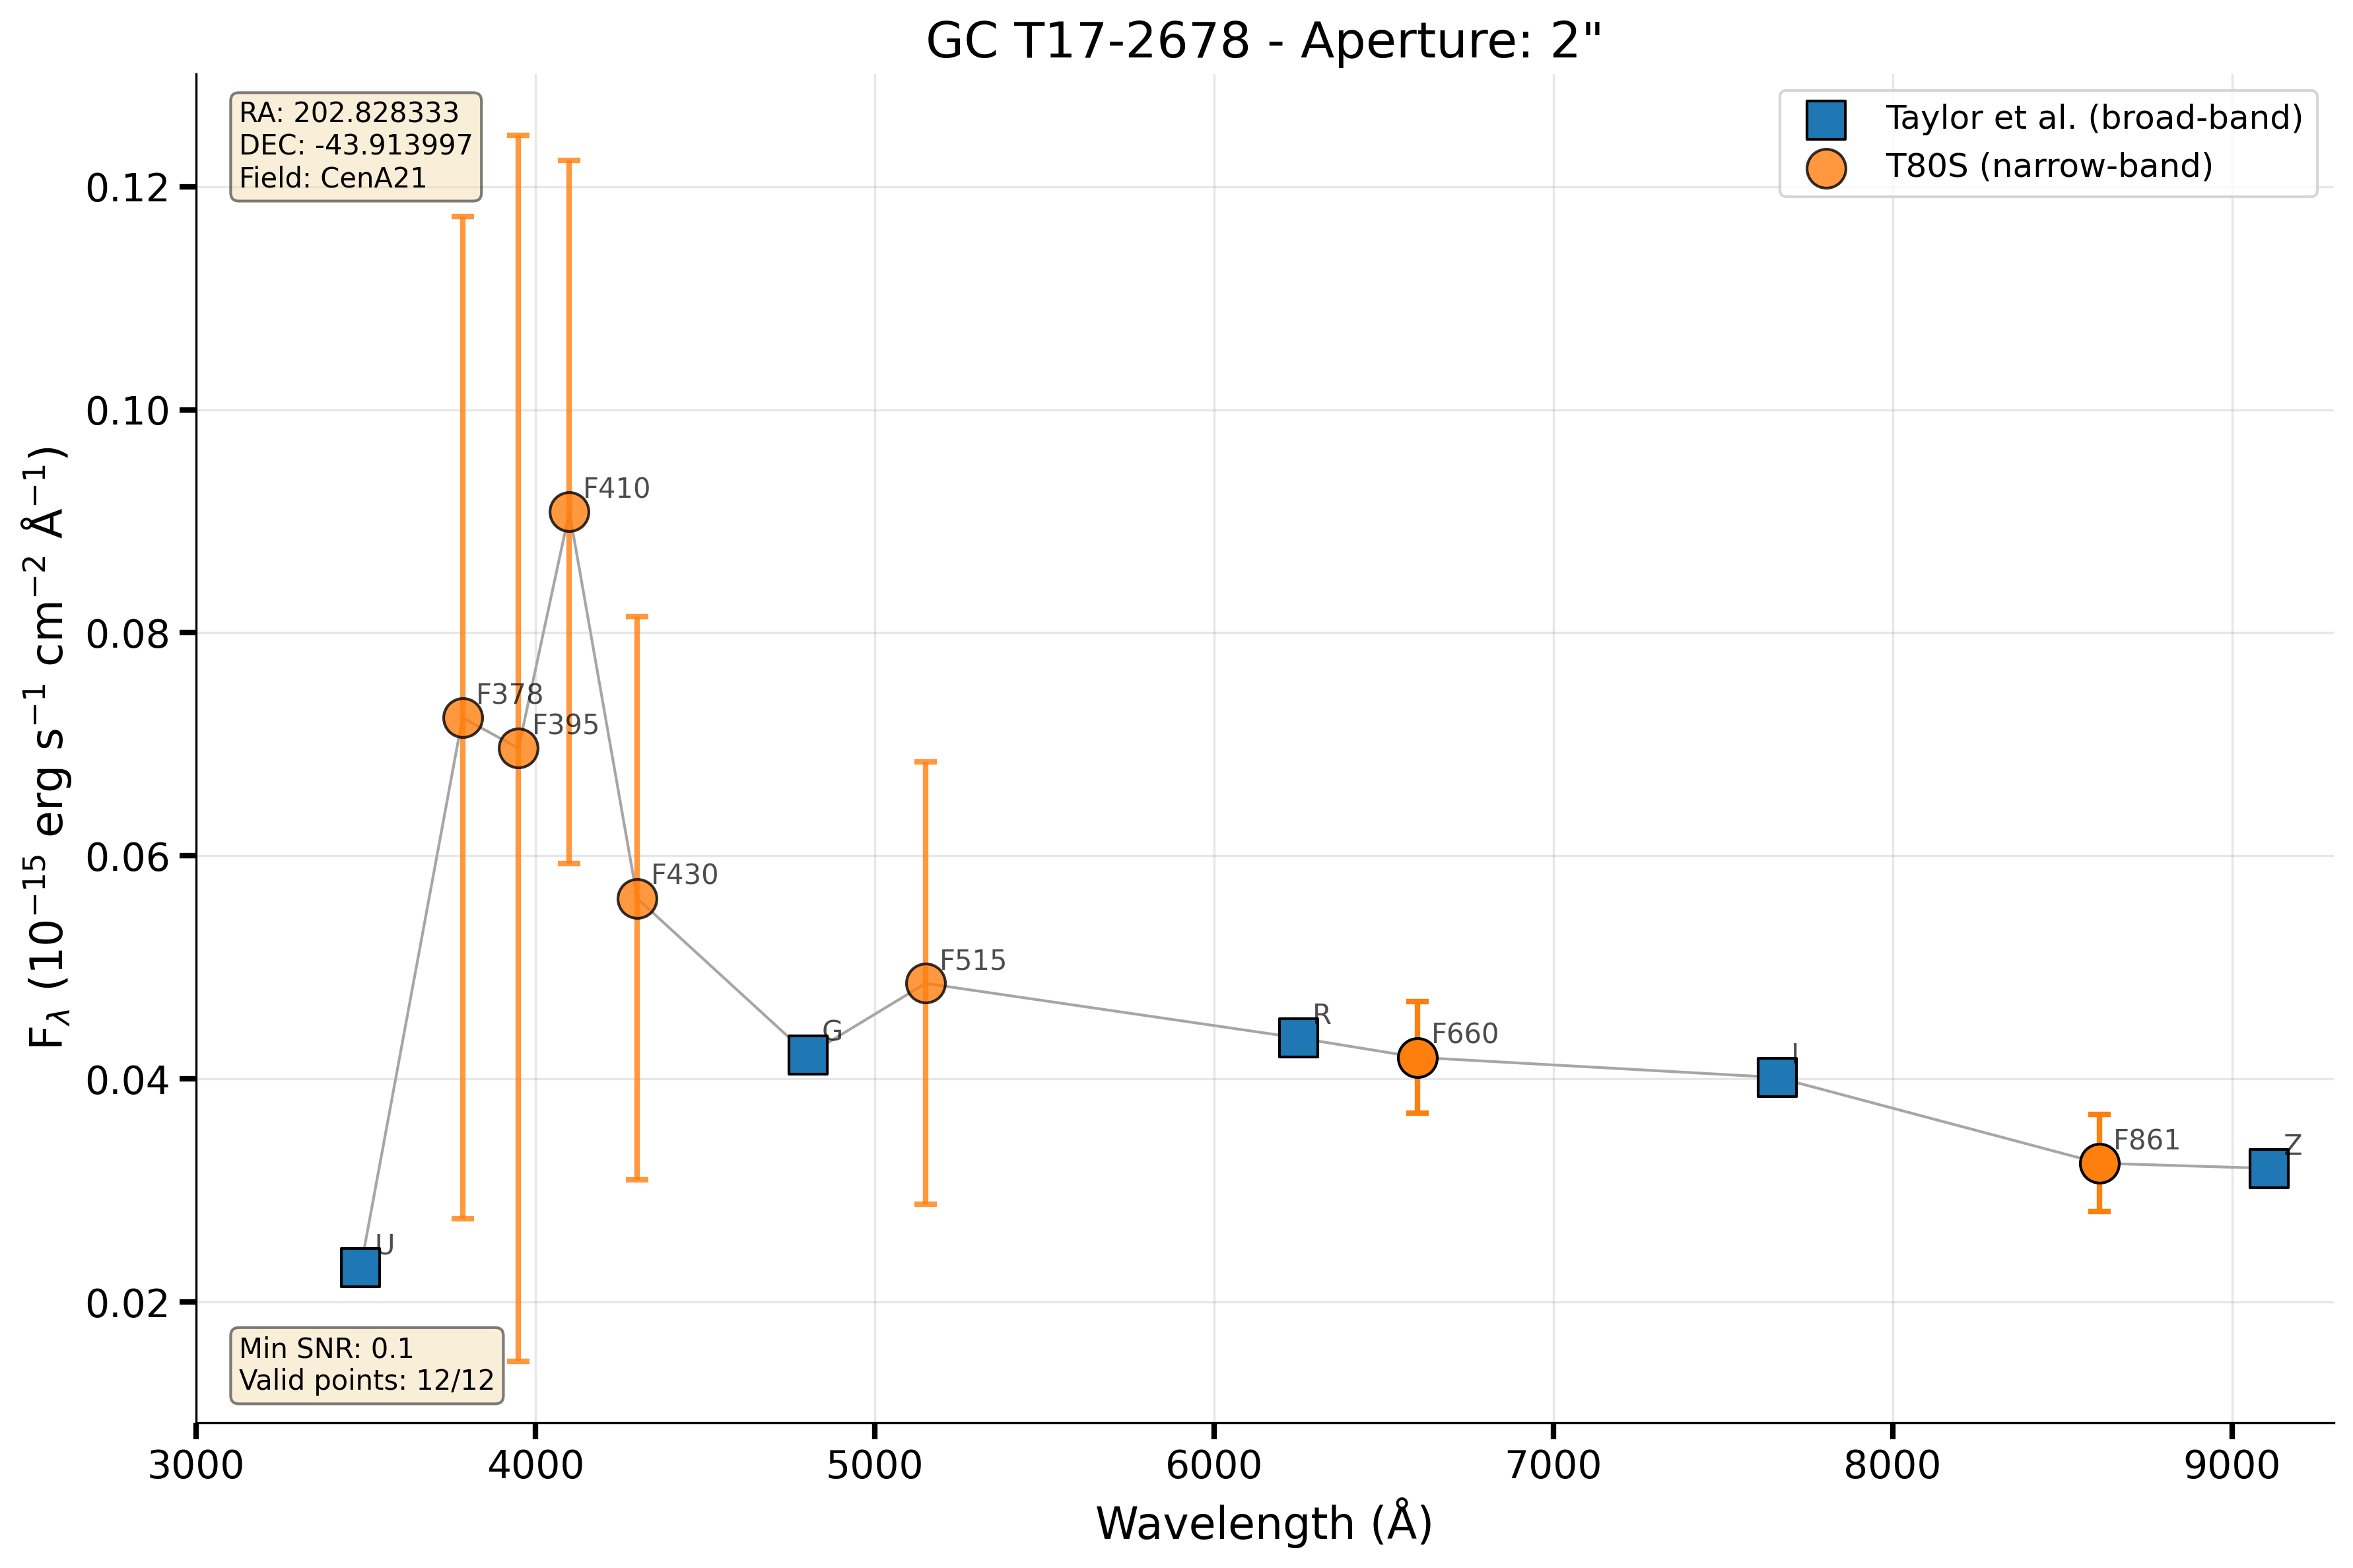 GC T17-2678 - Aperture: 2"
RA: 202.828333
DEC: -43.913997
Field: CenA21
Taylor et al. (broad-band)
T80S (narrow-band)
0.12
0.10
0.08
0.06
0.04
0.02
F_λ (10⁻¹⁵ erg s⁻¹ cm⁻² Å⁻¹)
F410
F378
F395
F430
F515
R
G
F660
I
F861
Z
U
Min SNR: 0.1
Valid points: 12/12
3000 4000 5000 6000 7000 8000 9000
Wavelength (Å)